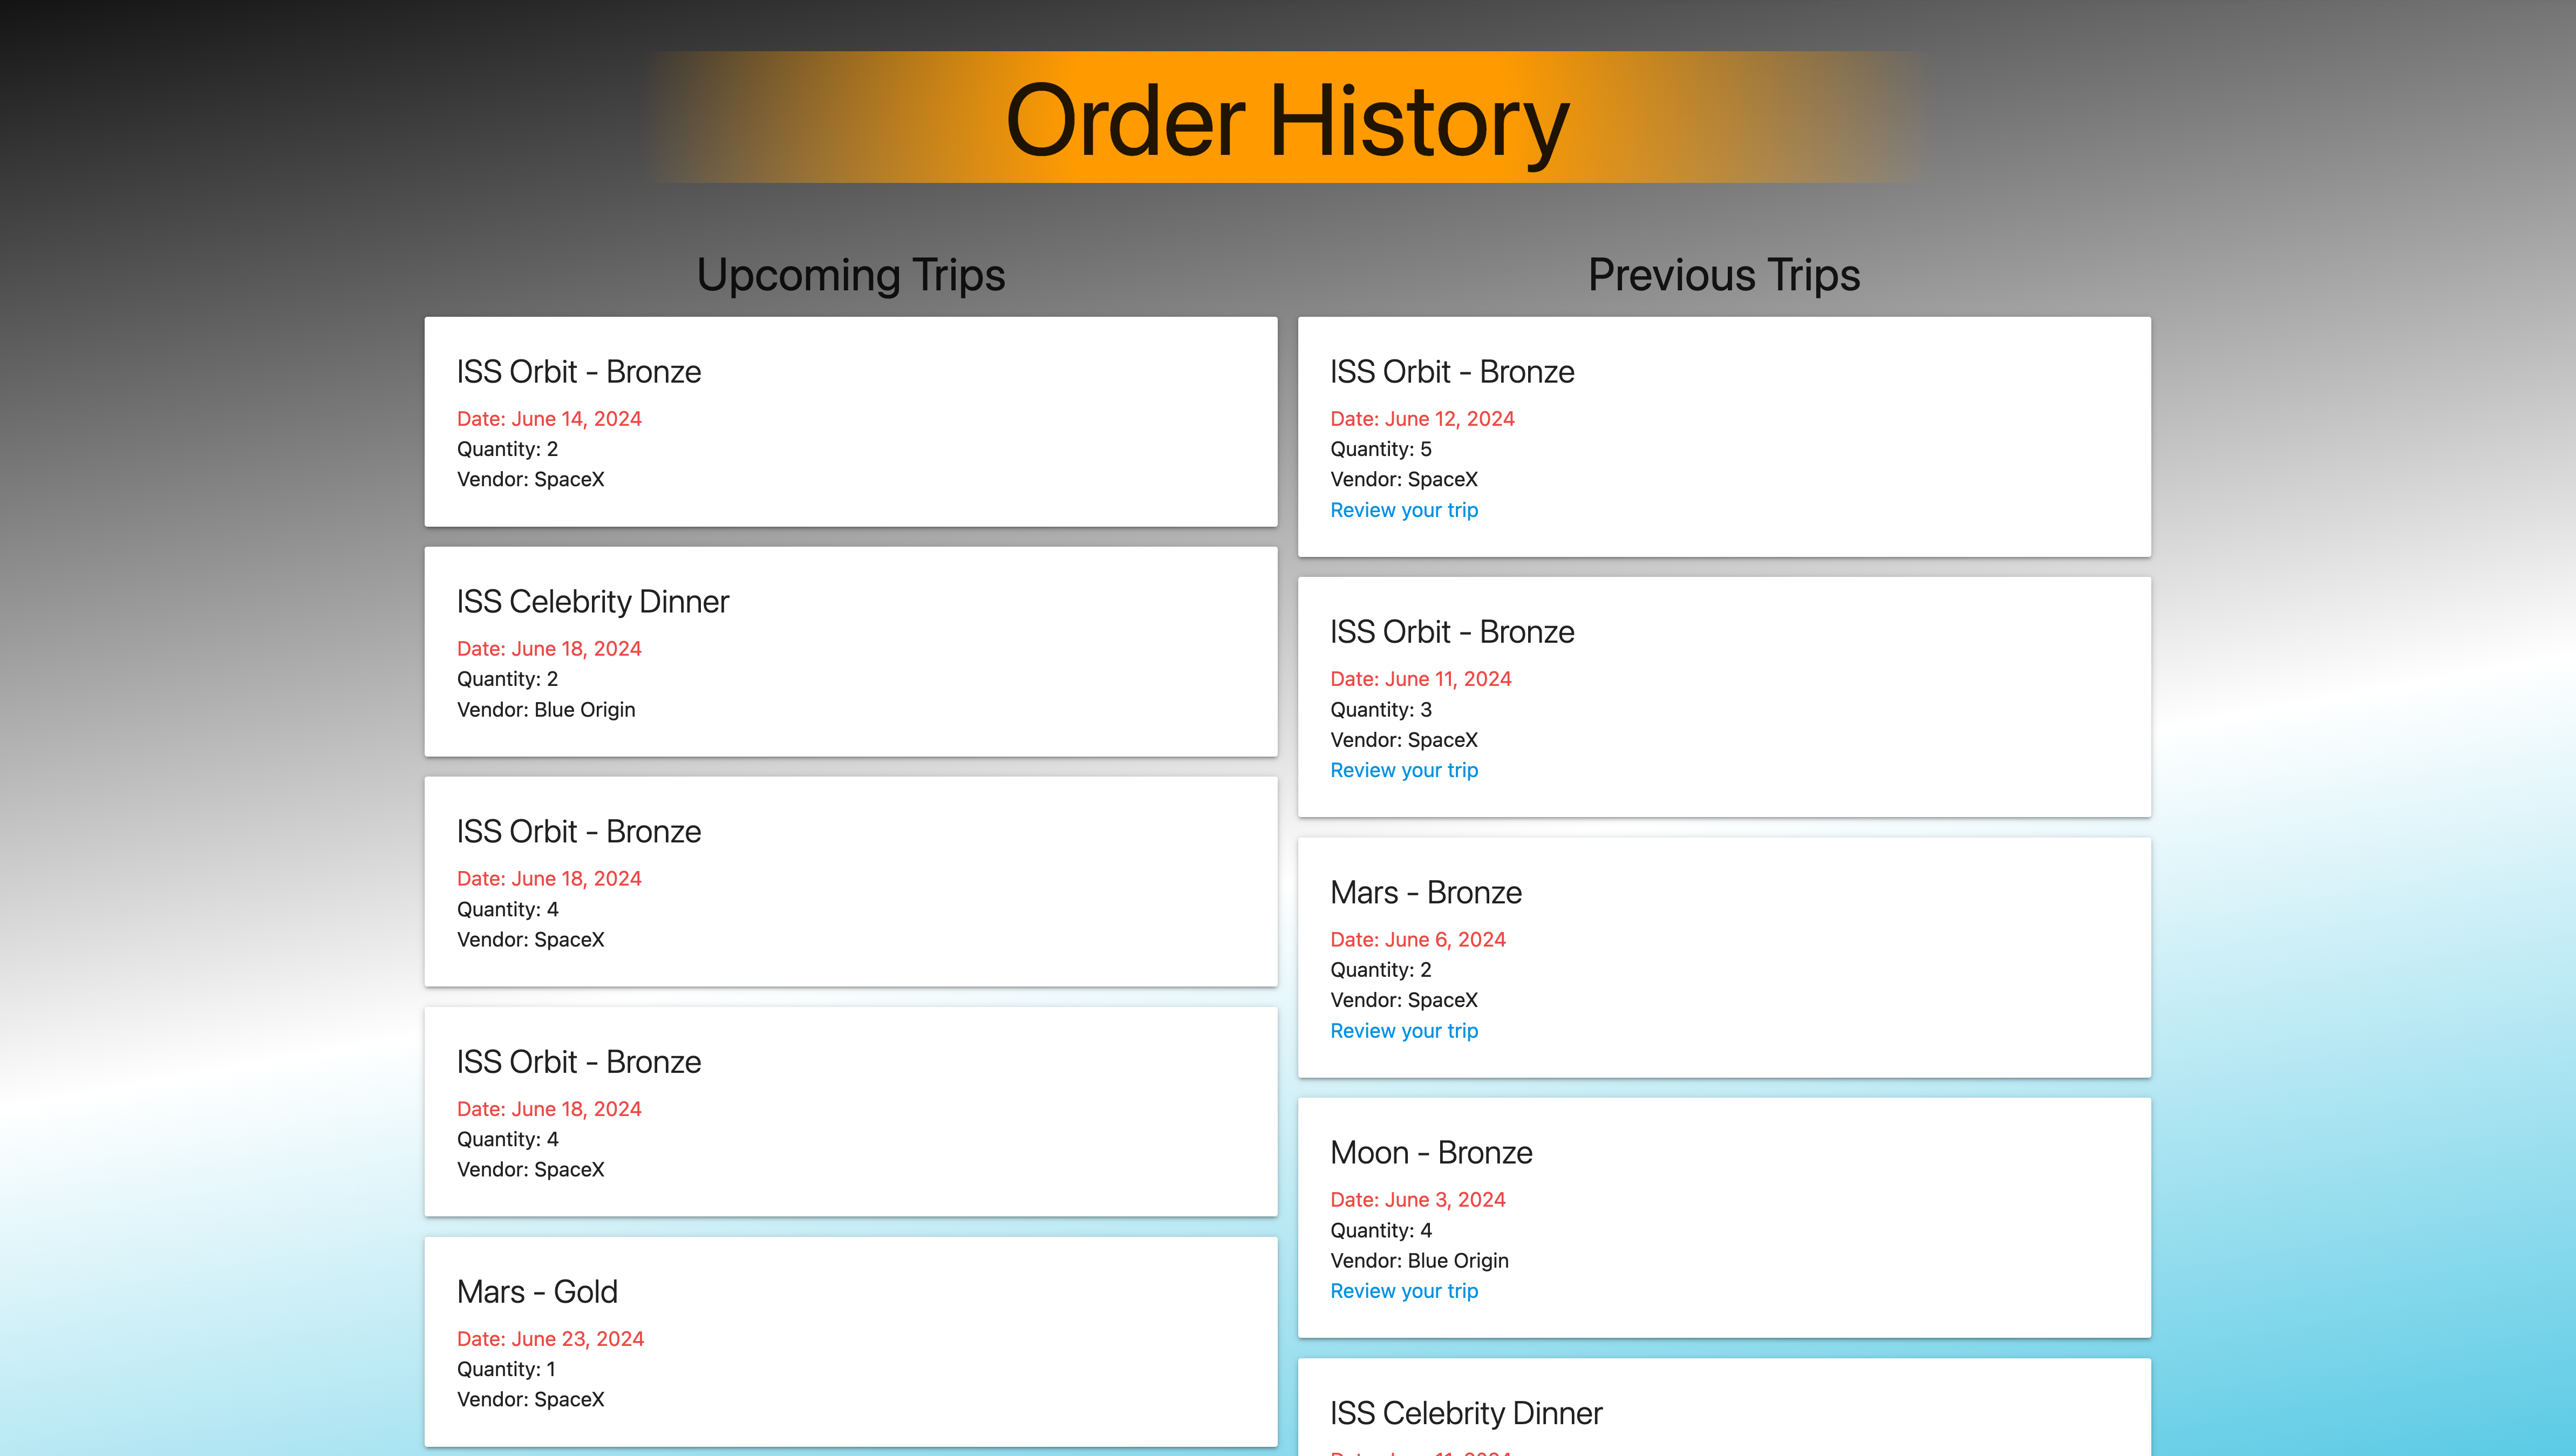 Order History
Upcoming Trips
ISS Orbit - Bronze
Date: June 14, 2024
Quantity: 2
Vendor: SpaceX
ISS Celebrity Dinner
Date: June 18, 2024
Quantity: 2
Vendor: Blue Origin
ISS Orbit - Bronze
Date: June 18, 2024
Quantity: 4
Vendor: SpaceX
ISS Orbit - Bronze
Date: June 18, 2024
Quantity: 4
Vendor: SpaceX
Mars - Gold
Date: June 23, 2024
Quantity: 1
Vendor: SpaceX
Previous Trips
ISS Orbit - Bronze
Date: June 12, 2024
Quantity: 5
Vendor: SpaceX
Review your trip
ISS Orbit - Bronze
Date: June 11, 2024
Quantity: 3
Vendor: SpaceX
Review your trip
Mars - Bronze
Date: June 6, 2024
Quantity: 2
Vendor: SpaceX
Review your trip
Moon - Bronze
Date: June 3, 2024
Quantity: 4
Vendor: Blue Origin
Review your trip
ISS Celebrity Dinner